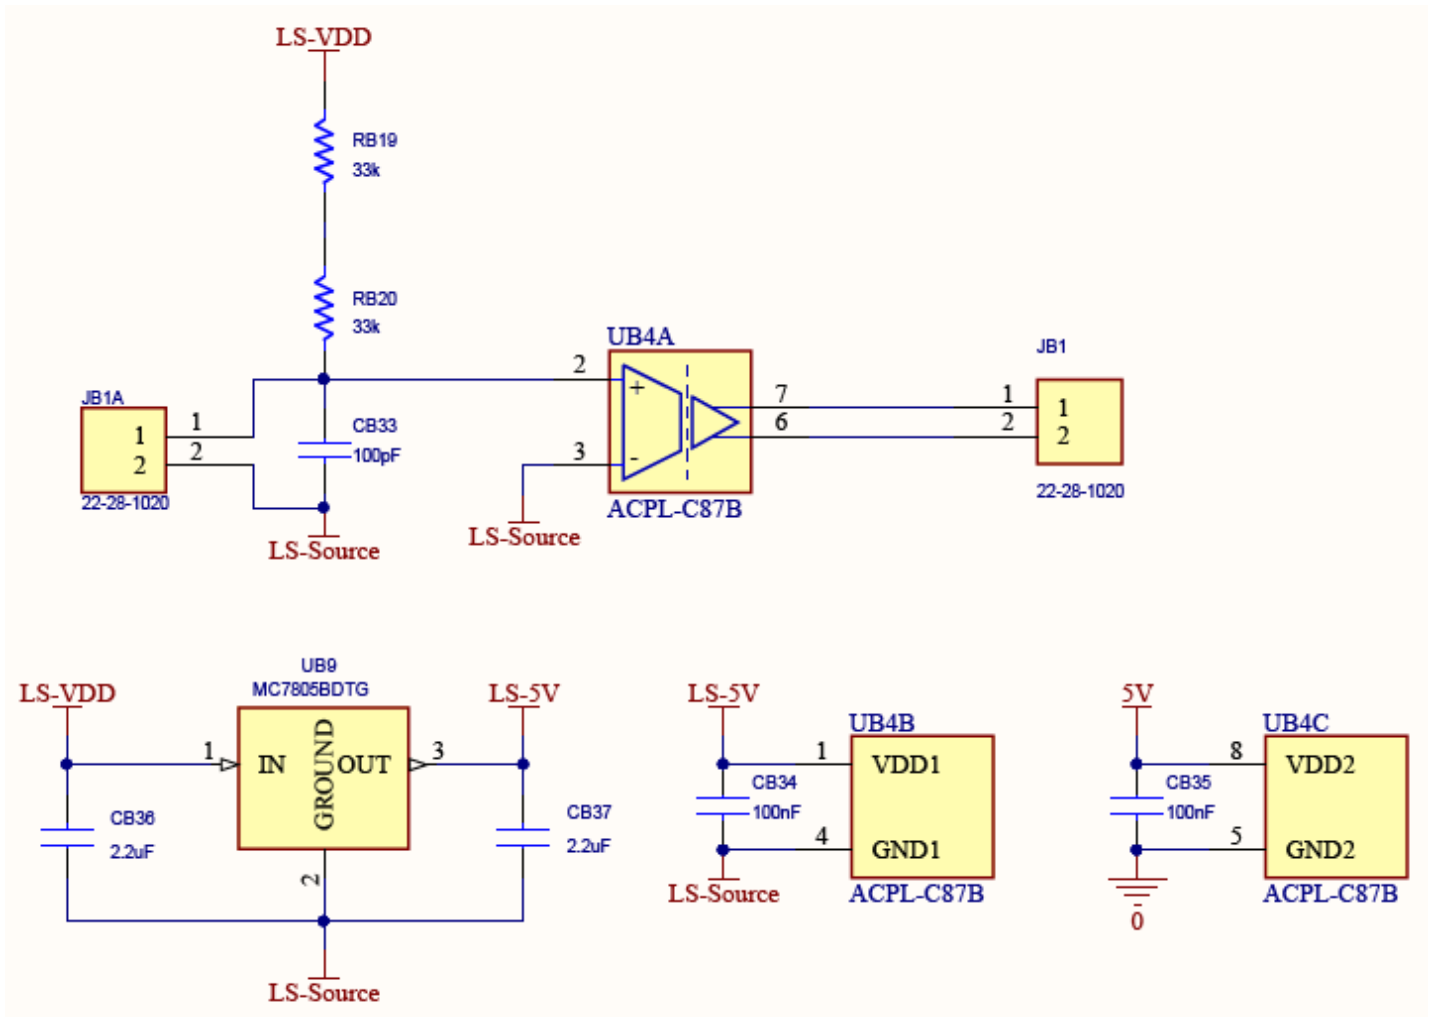 LS-VDD
RB19
33k
RB20
33k
UB4A
2
+
7
1
JB1
1
JB1A
1
1
CB33
6
2
2
2
2
100pF
3
-
22-28-1020
ACPL-C87B
22-28-1020
LS-Source
LS-Source
UB9
MC7805BDTG
LS-VDD
LS-5V
LS-5V
5V
UB4B
UB4C
1
IN
GROUND
OUT
3
1
VDD1
8
VDD2
CB36
2.2uF
CB37
2.2uF
CB34
100nF
CB35
100nF
2
4
GND1
5
GND2
LS-Source
ACPL-C87B
ACPL-C87B
0
LS-Source